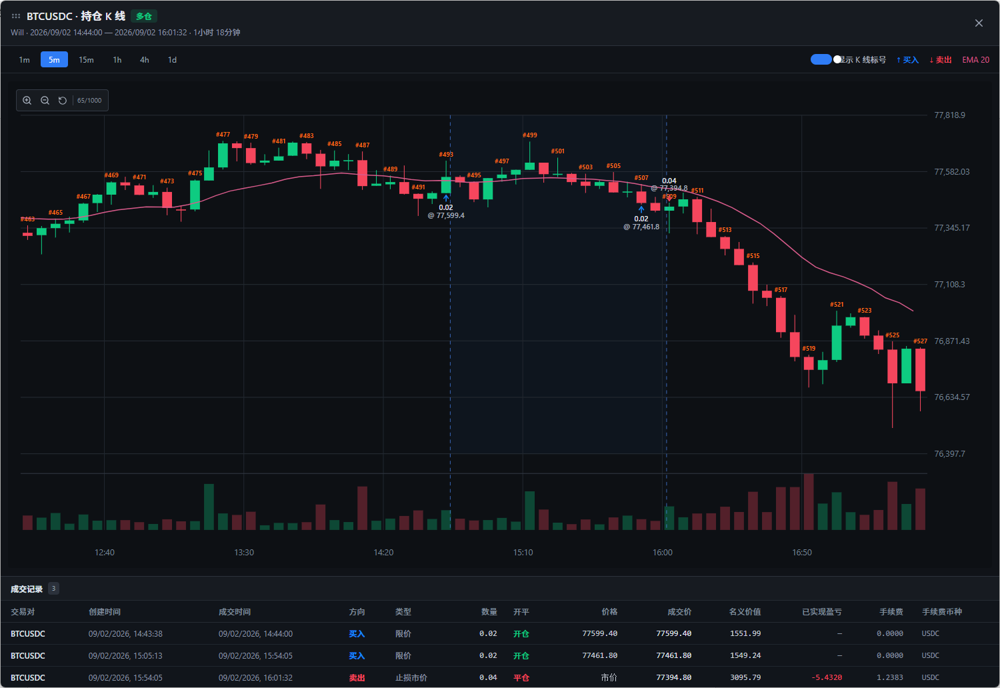 BTCUSDC · 持仓 K 线 多仓
Will · 2026/09/02 14:44:00 — 2026/09/02 16:01:32 · 1小时 18分钟
1m 5m 15m 1h 4h 1d
显示 K 线标号 ↑ 买入 ↓ 卖出 EMA 20
65/1000
77,818.9
#477 #479 #481 #483 #485 #487 #499
#493 #497 #501
#469 #471 #473 #475 #489 #503 #505 77,582.03
#491 #495 #507 0.04
@ 77,394.8 #511
#467 #509
0.02
@ 77,599.4
#463 #465 0.02
@ 77,461.8 77,345.17
#513
#515
77,108.3
#517
#521 #523
#525
#519 #527 76,871.43
76,634.57
76,397.7
12:40 13:30 14:20 15:10 16:00 16:50
成交记录 3
交易对 创建时间 成交时间 方向 类型 数量 开平 价格 成交价 名义价值 已实现盈亏 手续费 手续费币种
BTCUSDC 09/02/2026, 14:43:38 09/02/2026, 14:44:00 买入 限价 0.02 开仓 77599.40 77599.40 1551.99 — 0.0000 USDC
BTCUSDC 09/02/2026, 15:05:13 09/02/2026, 15:54:05 买入 限价 0.02 开仓 77461.80 77461.80 1549.24 — 0.0000 USDC
BTCUSDC 09/02/2026, 15:54:05 09/02/2026, 16:01:32 卖出 止损市价 0.04 平仓 市价 77394.80 3095.79 -5.4320 1.2383 USDC